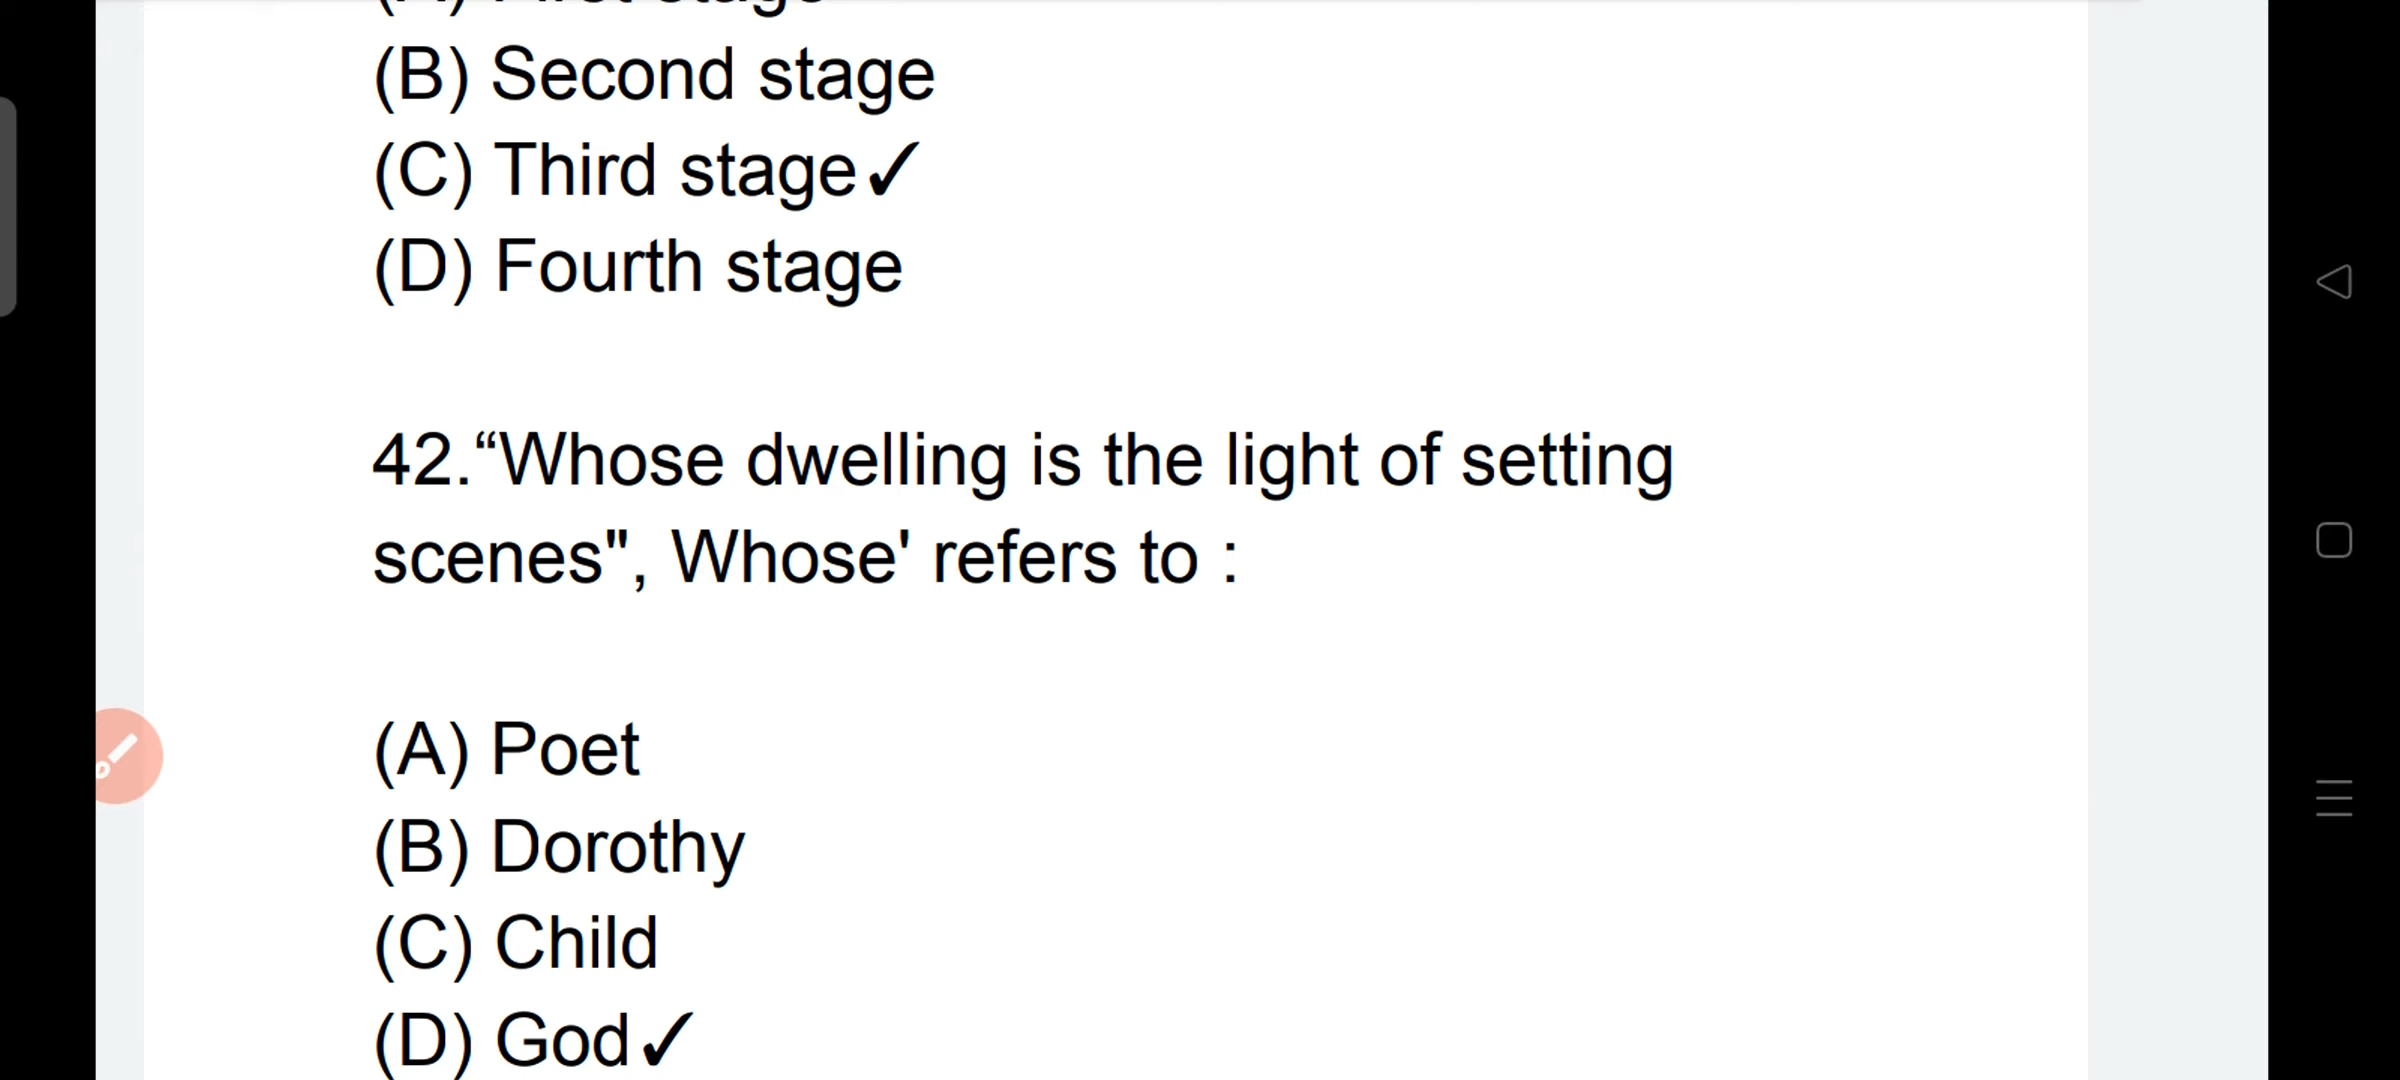 (B) Second stage
(C) Third stage✓
(D) Fourth stage
42.“Whose dwelling is the light of setting
scenes", Whose' refers to :
(A) Poet
(B) Dorothy
(C) Child
(D) God✓